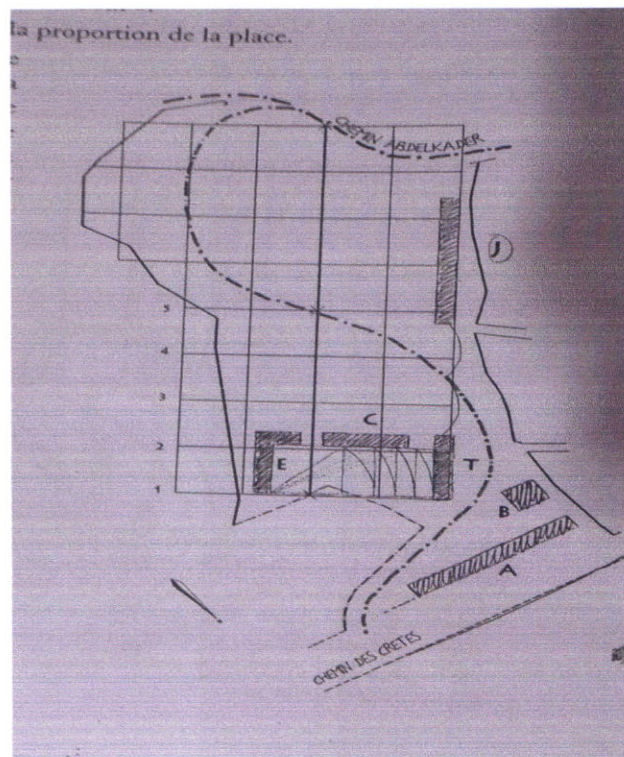 la proportion de la place.
e
a
e
CHEMIN ABDELKADER
J
5
4
3
C
2
E
T
1
B
A
CHEMIN DES CRETES